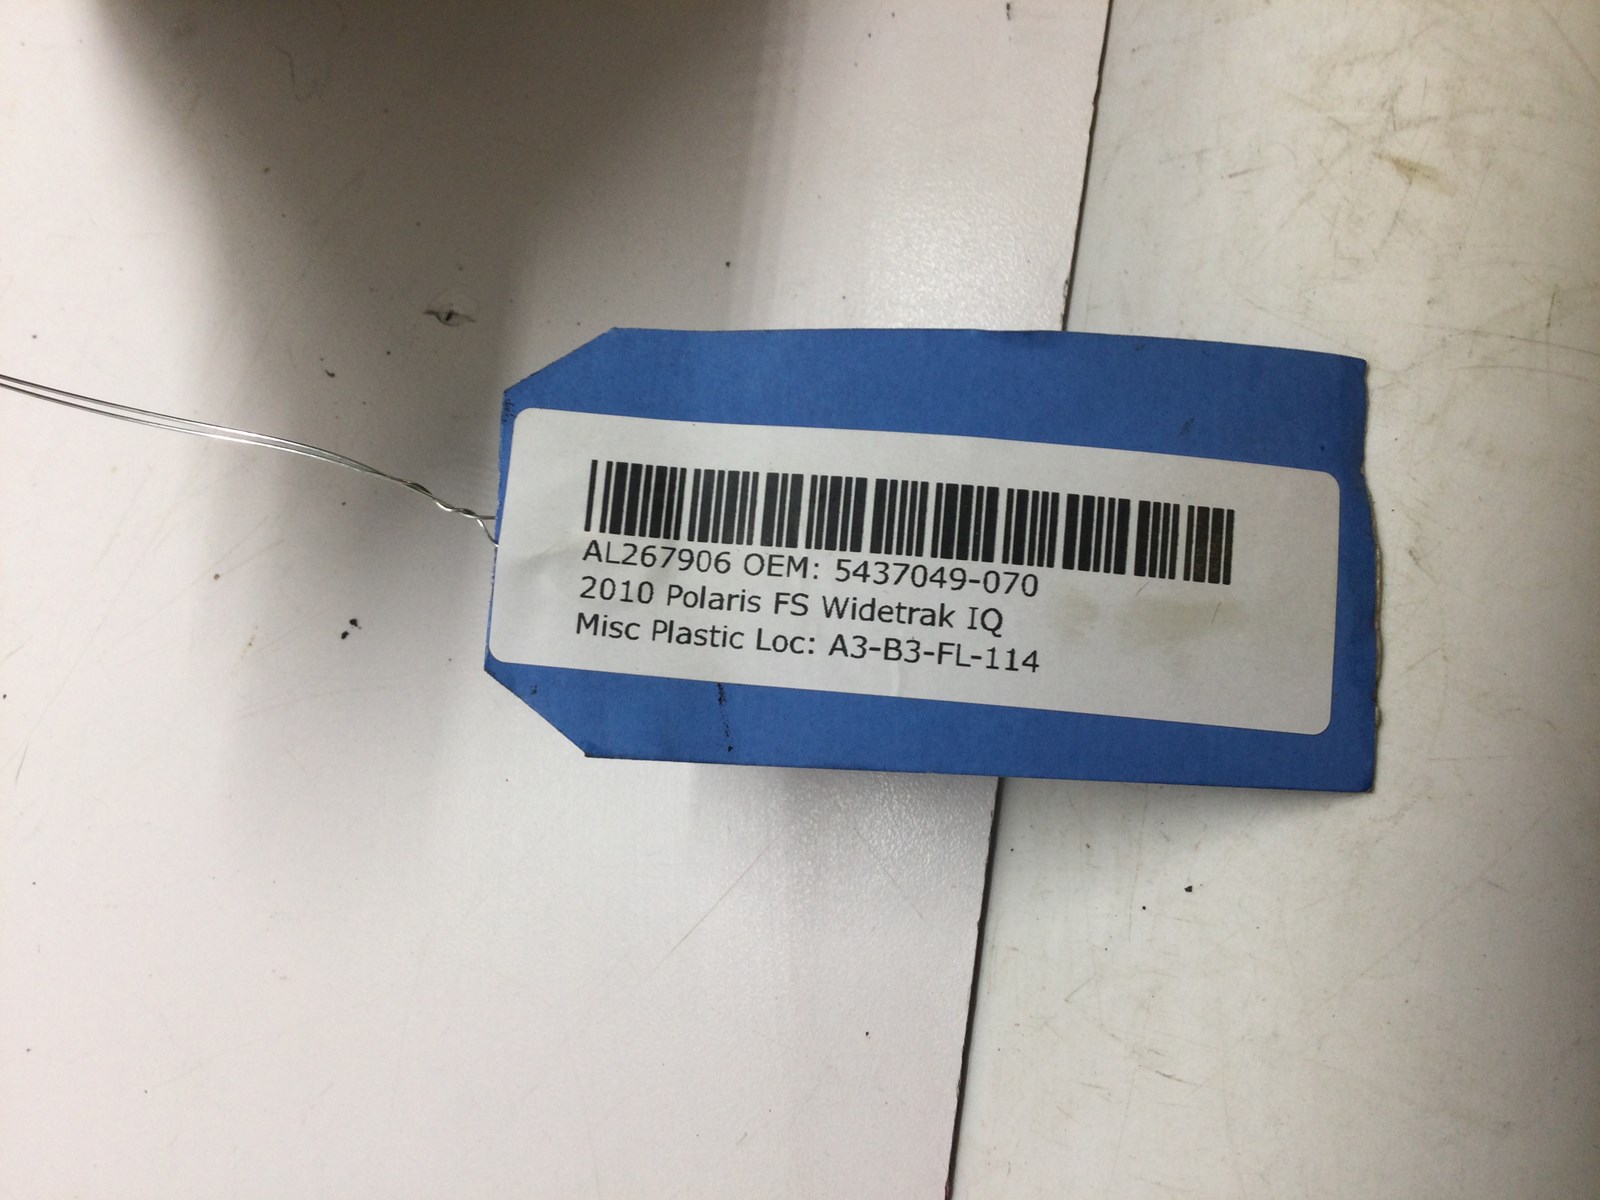 AL267906 OEM: 5437049-070
2010 Polaris FS Widetrak IQ
Misc Plastic Loc: A3-B3-FL-114